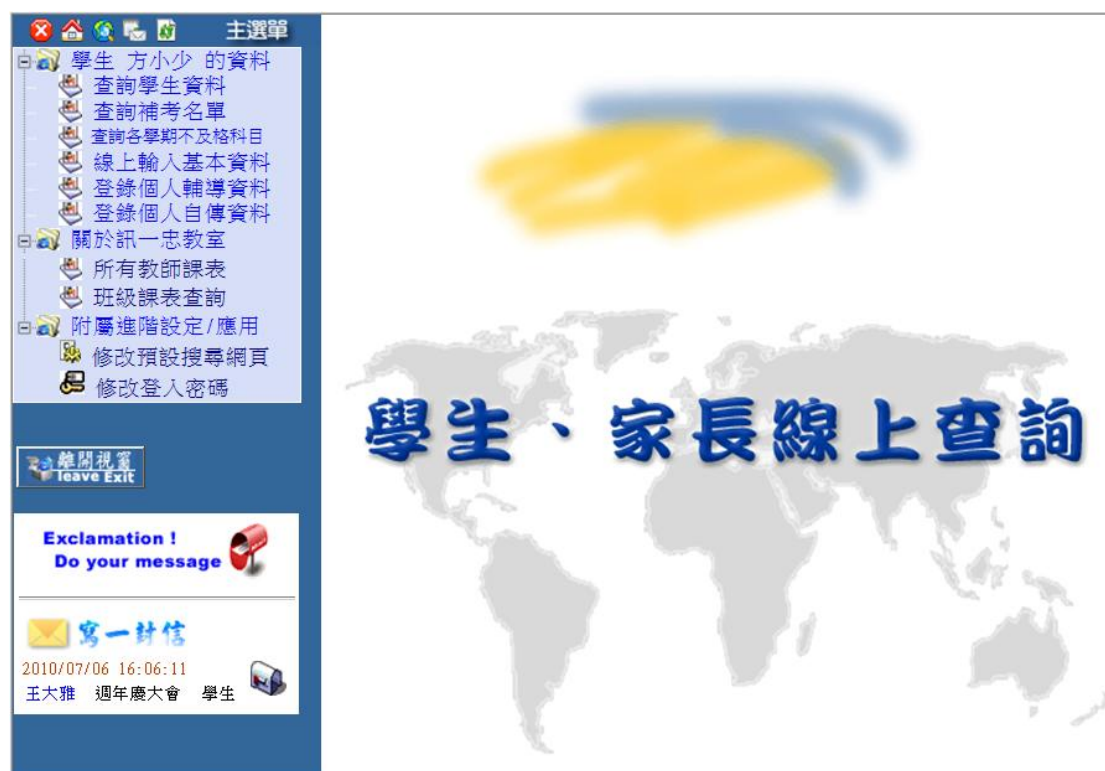 主選單
學生 方小少 的資料
查詢學生資料
查詢補考名單
查詢各學期不及格科目
線上輸入基本資料
登錄個人輔導資料
登錄個人自傳資料
關於訊一忠教室
所有教師課表
班級課表查詢
附屬進階設定/應用
修改預設搜尋網頁
修改登入密碼
離開視窗
leave Exit
Exclamation !
Do your message
寫一封信
2010/07/06 16:06:11
王大雅 週年慶大會 學生
學生、家長線上查詢